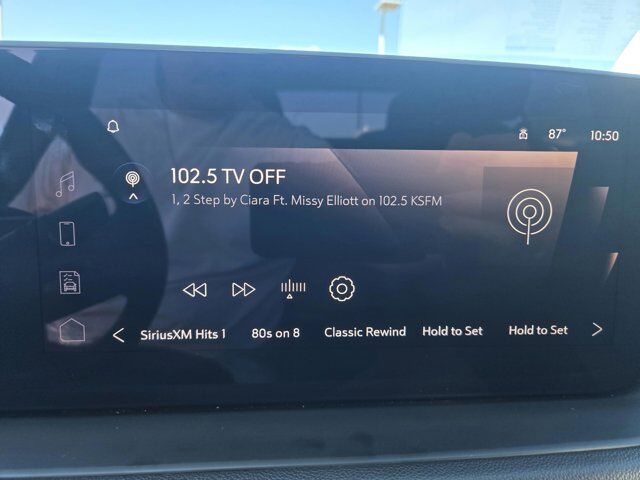 87° 10:50
102.5 TV OFF
1, 2 Step by Ciara Ft. Missy Elliott on 102.5 KSFM
SiriusXM Hits 1 80s on 8 Classic Rewind Hold to Set Hold to Set